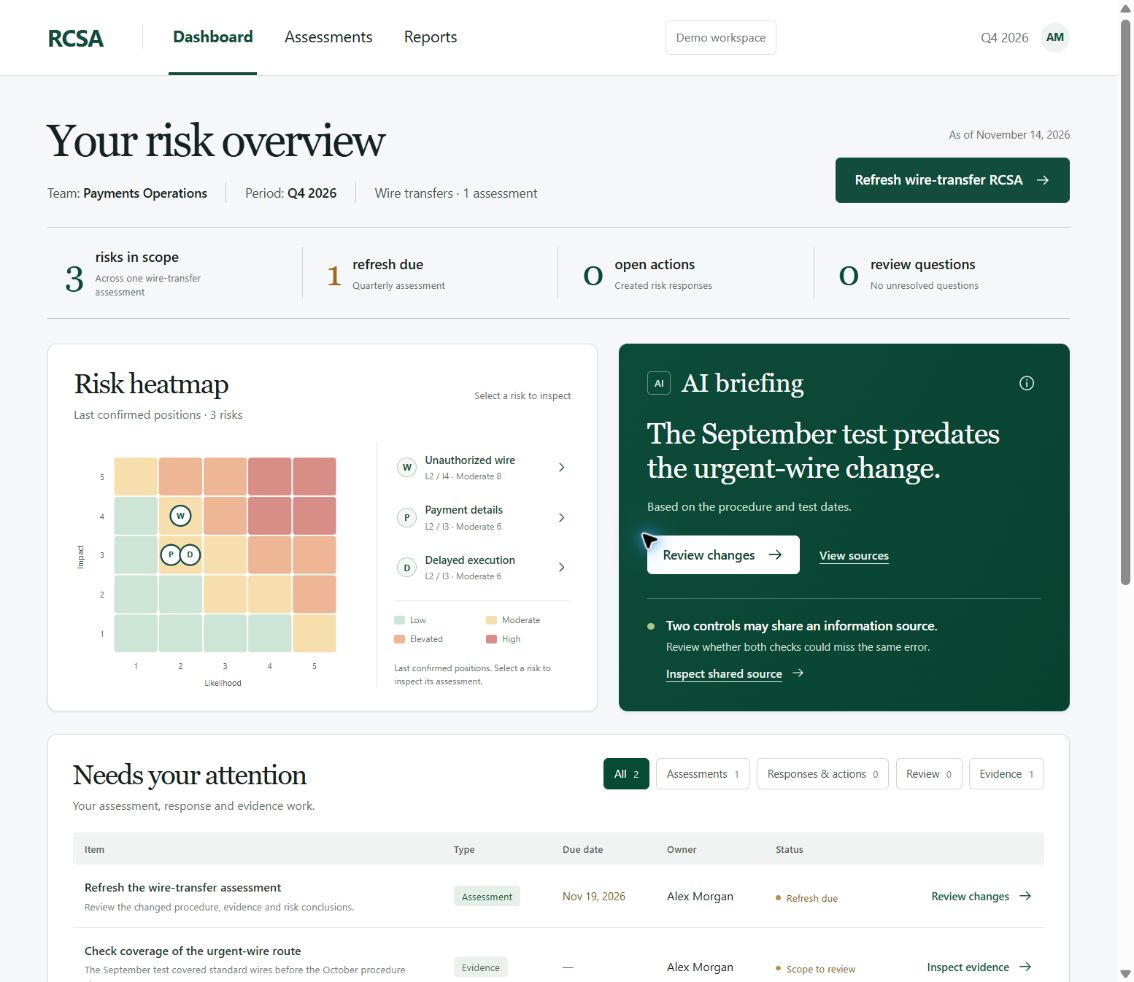 RCSA
Dashboard
Assessments
Reports
Demo workspace
Q4 2026
AM
Your risk overview
As of November 14, 2026
Team: Payments Operations
Period: Q4 2026
Wire transfers · 1 assessment
Refresh wire-transfer RCSA →
3
risks in scope
Across one wire-transfer
assessment
1
refresh due
Quarterly assessment
0
open actions
Created risk responses
0
review questions
No unresolved questions
Risk heatmap
Last confirmed positions · 3 risks
Select a risk to inspect
5
4
3
2
1
Impact
W
P
D
1
2
3
4
5
Likelihood
W
Unauthorized wire
L2 / I4 · Moderate 8
P
Payment details
L2 / I3 · Moderate 6
D
Delayed execution
L2 / I3 · Moderate 6
Low
Moderate
Elevated
High
Last confirmed positions. Select a risk to
inspect its assessment.
AI
AI briefing
The September test predates
the urgent-wire change.
Based on the procedure and test dates.
Review changes →
View sources
Two controls may share an information source.
Review whether both checks could miss the same error.
Inspect shared source →
Needs your attention
Your assessment, response and evidence work.
All 2
Assessments 1
Responses & actions 0
Review 0
Evidence 1
Item
Type
Due date
Owner
Status
Refresh the wire-transfer assessment
Review the changed procedure, evidence and risk conclusions.
Assessment
Nov 19, 2026
Alex Morgan
Refresh due
Review changes →
Check coverage of the urgent-wire route
The September test covered standard wires before the October procedure
Evidence
—
Alex Morgan
Scope to review
Inspect evidence →